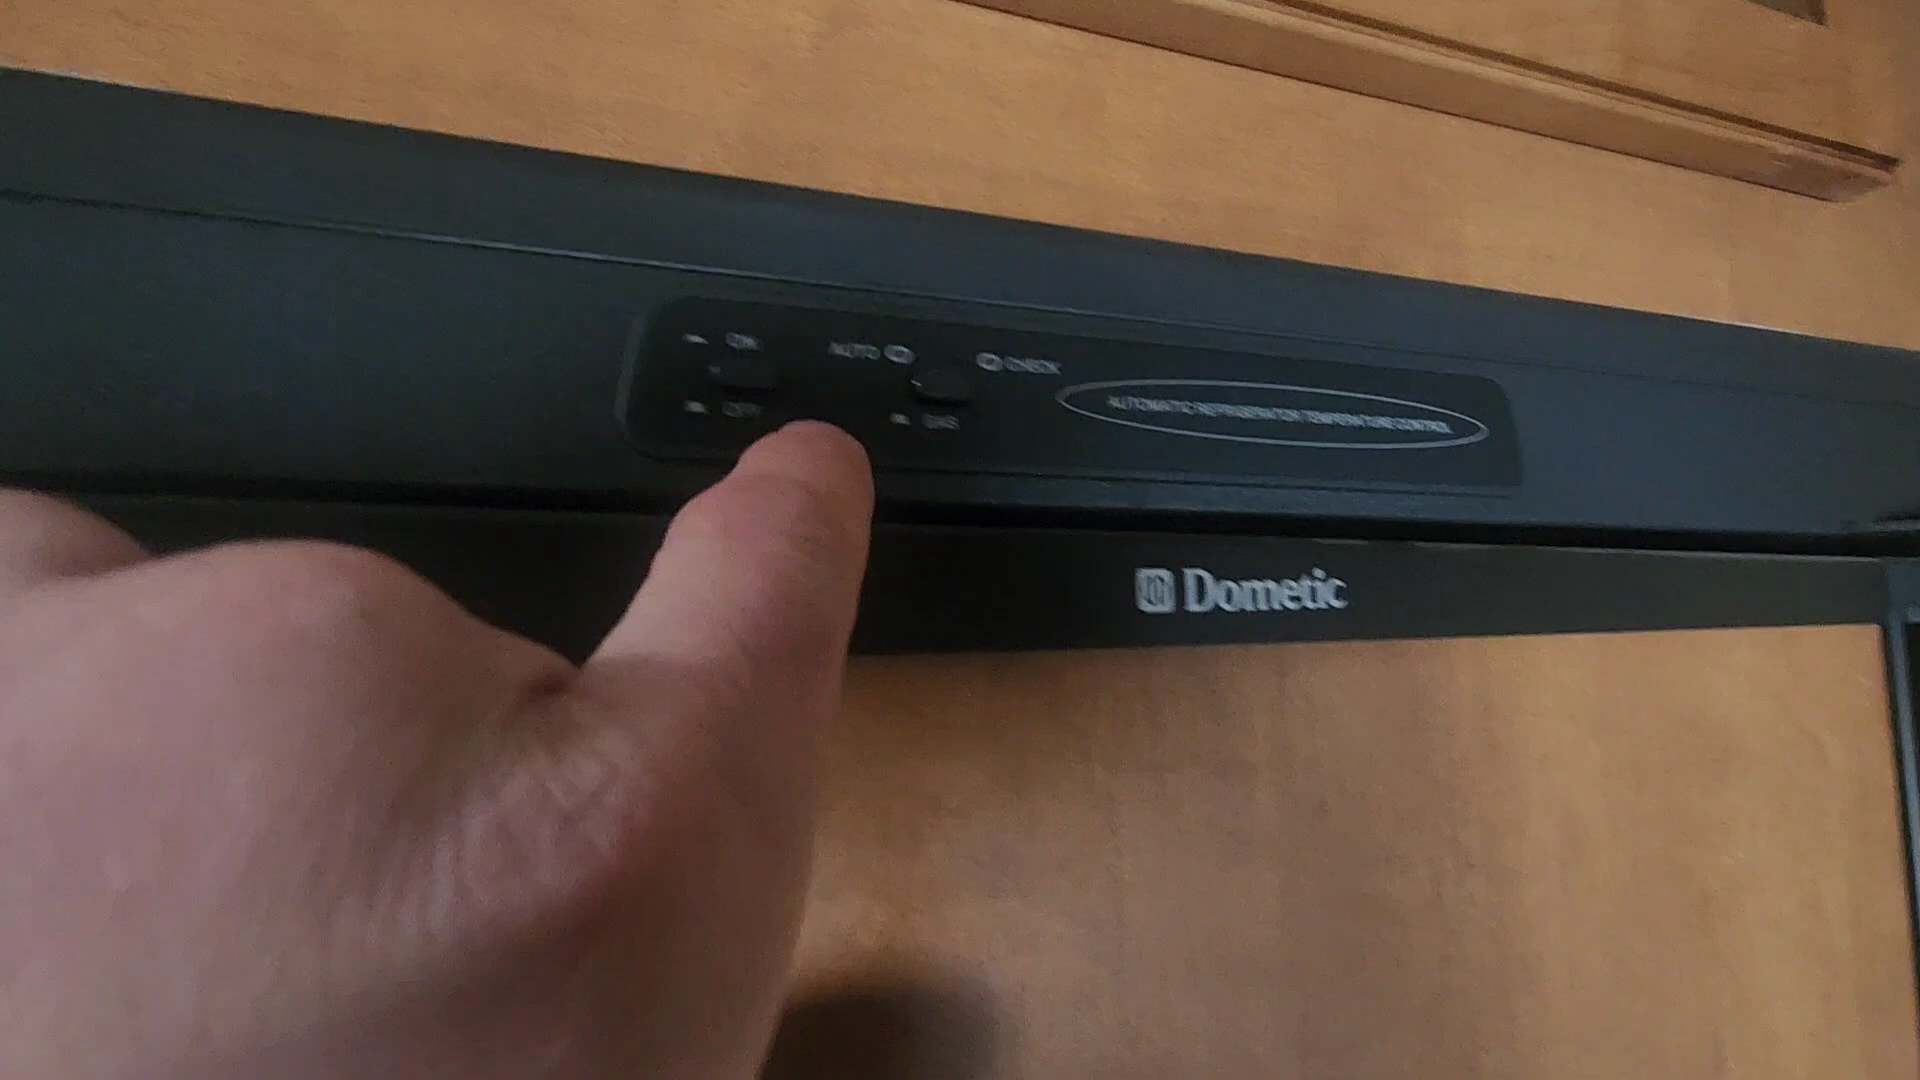 ON
AUTO
CHECK
OFF
GAS
AUTOMATIC REFRIGERATOR TEMPERATURE CONTROL
Dometic